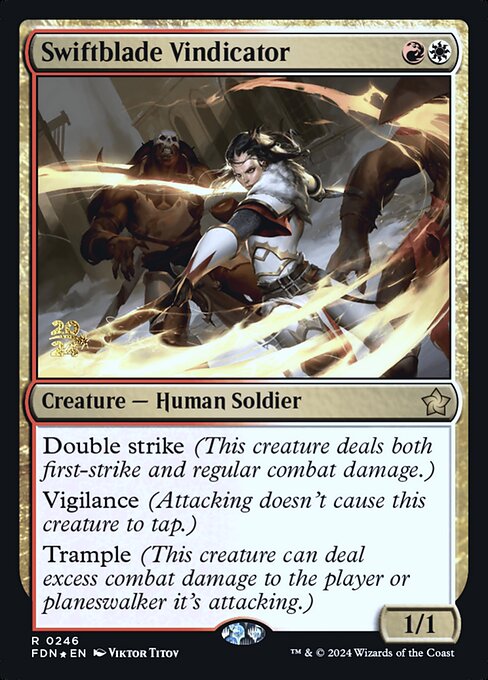 Swiftblade Vindicator
20
24
Creature — Human Soldier
Double strike (This creature deals both
first-strike and regular combat damage.)
Vigilance (Attacking doesn't cause this
creature to tap.)
Trample (This creature can deal
excess combat damage to the player or
planeswalker it's attacking.)
1/1
R 0246
FDN★EN Viktor Titov
™ & © 2024 Wizards of the Coast